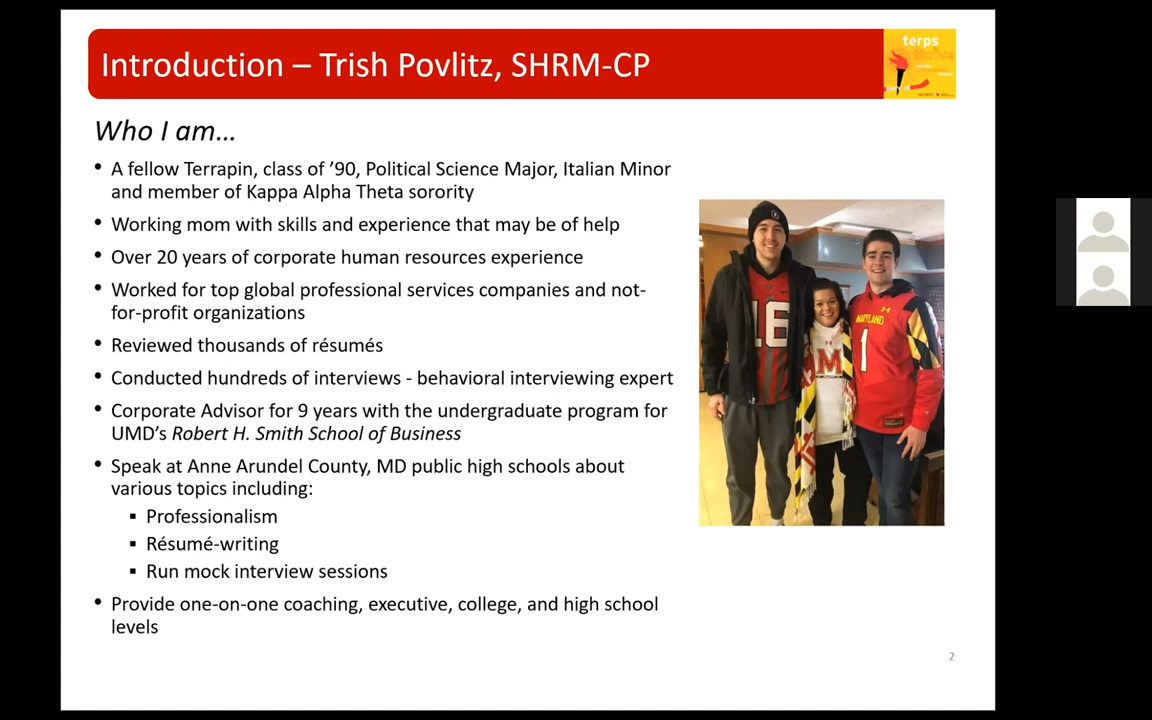 Introduction – Trish Povlitz, SHRM-CP
terps
Who I am…
• A fellow Terrapin, class of ’90, Political Science Major, Italian Minor
and member of Kappa Alpha Theta sorority
• Working mom with skills and experience that may be of help
• Over 20 years of corporate human resources experience
• Worked for top global professional services companies and not-
for-profit organizations
• Reviewed thousands of résumés
• Conducted hundreds of interviews - behavioral interviewing expert
• Corporate Advisor for 9 years with the undergraduate program for
UMD’s Robert H. Smith School of Business
• Speak at Anne Arundel County, MD public high schools about
various topics including:
▪ Professionalism
▪ Résumé-writing
▪ Run mock interview sessions
• Provide one-on-one coaching, executive, college, and high school
levels
16
M
MARYLAND
1
2